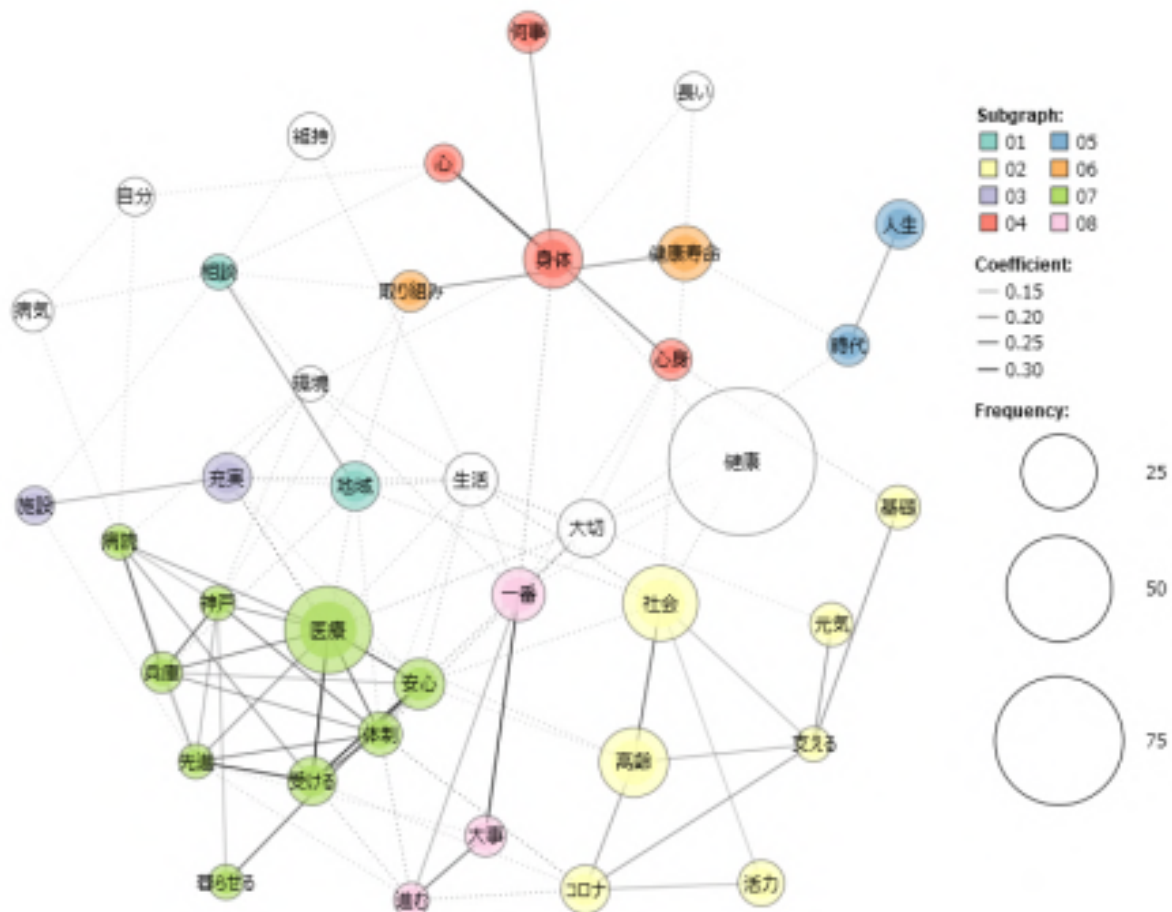 何事
長い
維持
心
自分
人生
身体
健康寿命
相談
取り組み
病気
時代
心身
環境
健康
充実
地域
生活
施設
基礎
大切
病院
一番
神戸
社会
元気
医療
兵庫
安心
体制
支える
先進
高齢
受ける
大事
暮らせる
コロナ
活力
進む
Subgraph:
01 05
02 06
03 07
04 08
Coefficient:
0.15
0.20
0.25
0.30
Frequency:
25
50
75